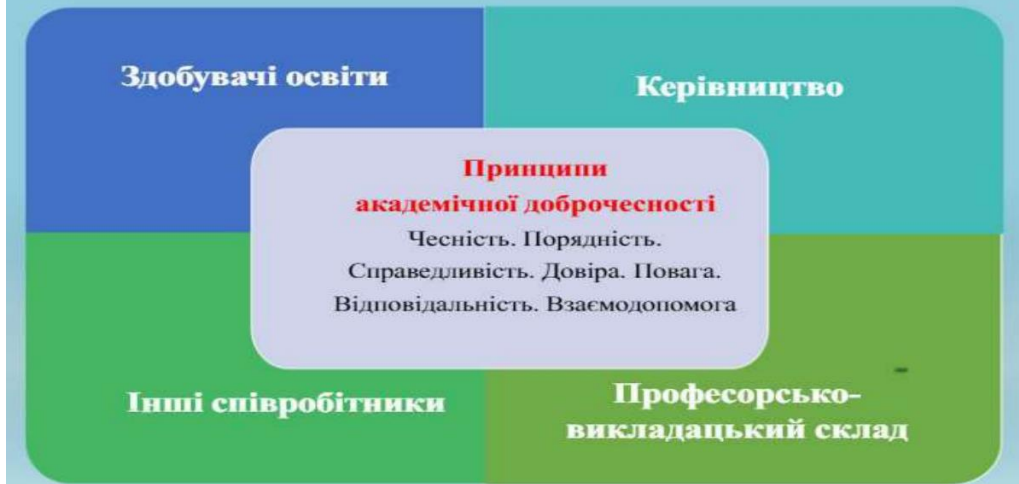 Здобувачі освіти
Керівництво
Принципи
академічної доброчесності
Чесність. Порядність.
Справедливість. Довіра. Повага.
Відповідальність. Взаємодопомога
Інші співробітники
Професорсько-
викладацький склад